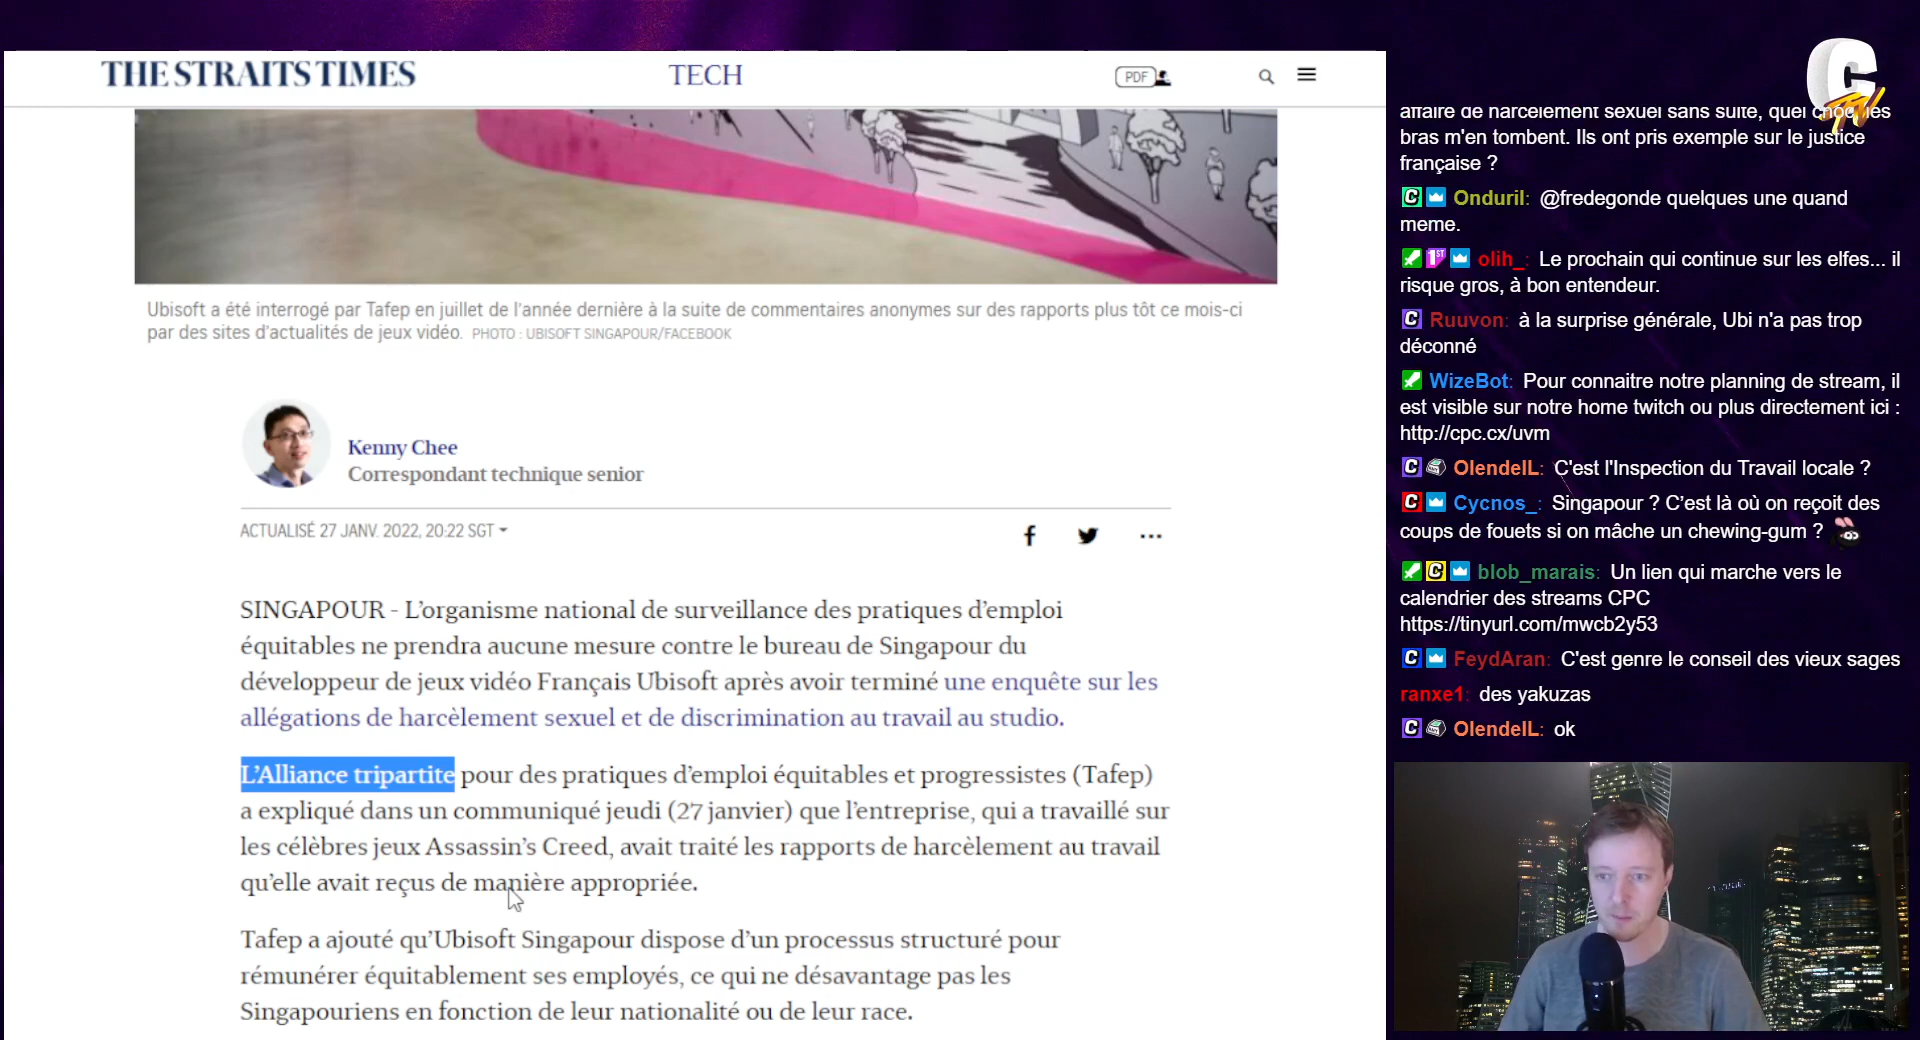 THE STRAITS TIMES
TECH
PDF
Ubisoft a été interrogé par Tafep en juillet de l'année dernière à la suite de commentaires anonymes sur des rapports plus tôt ce mois-ci
par des sites d'actualités de jeux vidéo. PHOTO : UBISOFT SINGAPOUR/FACEBOOK
Kenny Chee
Correspondant technique senior
ACTUALISÉ 27 JANV. 2022, 20:22 SGT
SINGAPOUR - L'organisme national de surveillance des pratiques d'emploi
équitables ne prendra aucune mesure contre le bureau de Singapour du
développeur de jeux vidéo Français Ubisoft après avoir terminé une enquête sur les
allégations de harcèlement sexuel et de discrimination au travail au studio.
L'Alliance tripartite pour des pratiques d'emploi équitables et progressistes (Tafep)
a expliqué dans un communiqué jeudi (27 janvier) que l'entreprise, qui a travaillé sur
les célèbres jeux Assassin's Creed, avait traité les rapports de harcèlement au travail
qu'elle avait reçus de manière appropriée.
Tafep a ajouté qu'Ubisoft Singapour dispose d'un processus structuré pour
rémunérer équitablement ses employés, ce qui ne désavantage pas les
Singapouriens en fonction de leur nationalité ou de leur race.
C TV
affaire de harcèlement sexuel sans suite, quel choc, les
bras m'en tombent. Ils ont pris exemple sur le justice
française ?
Onduril: @fredegonde quelques une quand
meme.
olih_: Le prochain qui continue sur les elfes... il
risque gros, à bon entendeur.
Ruuvon: à la surprise générale, Ubi n'a pas trop
déconné
WizeBot: Pour connaitre notre planning de stream, il
est visible sur notre home twitch ou plus directement ici :
http://cpc.cx/uvm
OlendelL: C'est l'Inspection du Travail locale ?
Cycnos_: Singapour ? C'est là où on reçoit des
coups de fouets si on mâche un chewing-gum ?
blob_marais: Un lien qui marche vers le
calendrier des streams CPC
https://tinyurl.com/mwcb2y53
FeydAran: C'est genre le conseil des vieux sages
ranxe1: des yakuzas
OlendelL: ok